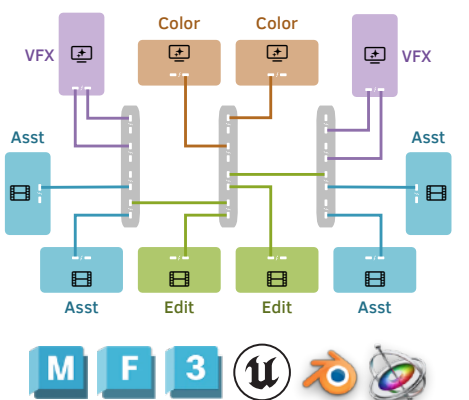 Color Color
VFX VFX
Asst Asst
Asst Edit Edit Asst
M F 3 U